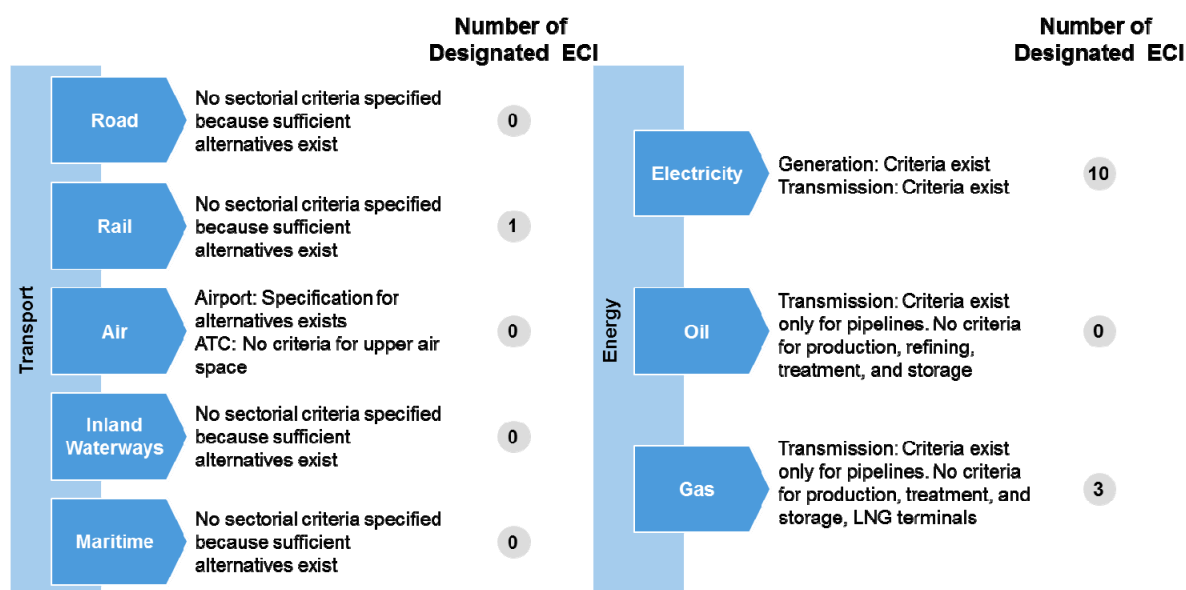 Number of
Designated ECI
Transport
Road
No sectorial criteria specified
because sufficient
alternatives exist
0
Rail
No sectorial criteria specified
because sufficient
alternatives exist
1
Air
Airport: Specification for
alternatives exists
ATC: No criteria for upper air
space
0
Inland
Waterways
No sectorial criteria specified
because sufficient
alternatives exist
0
Maritime
No sectorial criteria specified
because sufficient
alternatives exist
0
Number of
Designated ECI
Energy
Electricity
Generation: Criteria exist
Transmission: Criteria exist
10
Oil
Transmission: Criteria exist
only for pipelines. No criteria
for production, refining,
treatment, and storage
0
Gas
Transmission: Criteria exist
only for pipelines. No criteria
for production, treatment, and
storage, LNG terminals
3